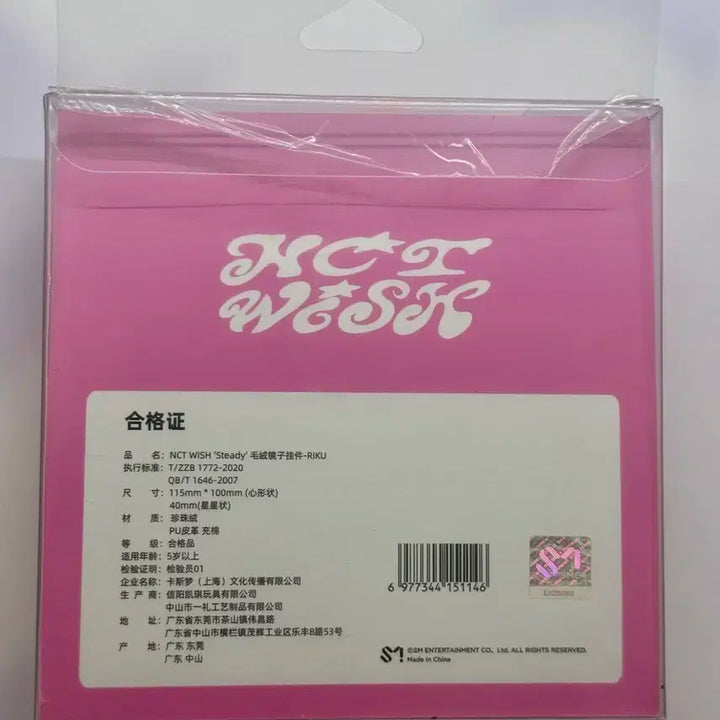 NCT
WISH
合格证
品 名：NCT WISH 'Steady' 毛绒镜子挂件-RIKU
执行标准：T/ZZB 1772-2020
QB/T 1646-2007
尺 寸：115mm * 100mm (心形状)
40mm(星星状)
材 质：珍珠绒
PU皮革 充棉
等 级：合格品
适用年龄：5岁以上
检验证明：检验员01
企业名称：卡斯梦（上海）文化传播有限公司
生 产 商：信阳凯琪玩具有限公司
中山市一礼工艺制品有限公司
地 址：广东省东莞市茶山镇伟昌路
广东省中山市横栏镇茂辉工业区乐丰8路53号
产 地：广东 东莞
广东 中山
6 977344 151146
SM
SM
©SM ENTERTAINMENT CO., Ltd. ALL RIGHTS RESERVED.
Made in China